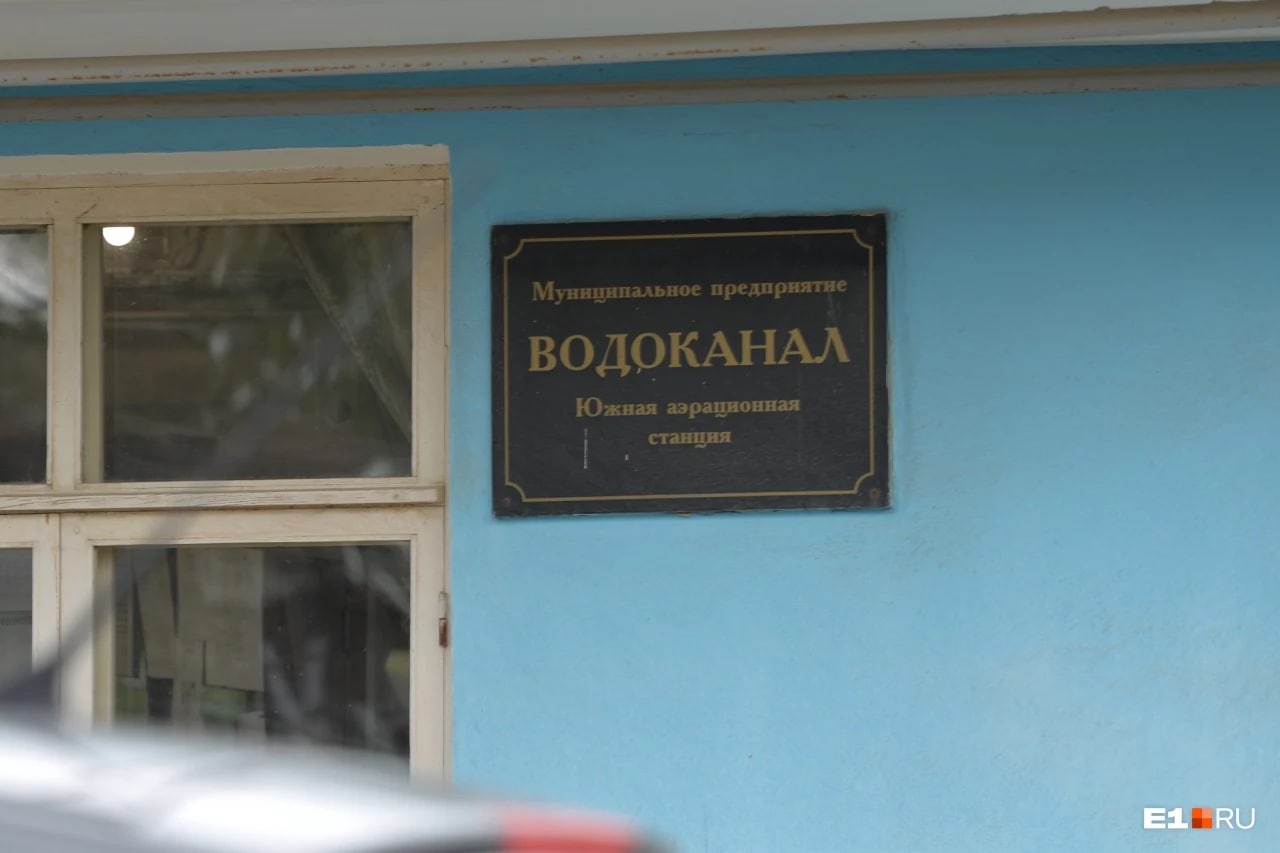 Муниципальное предприятие
ВОДОКАНАЛ
Южная аэрационная
станция
E1.RU